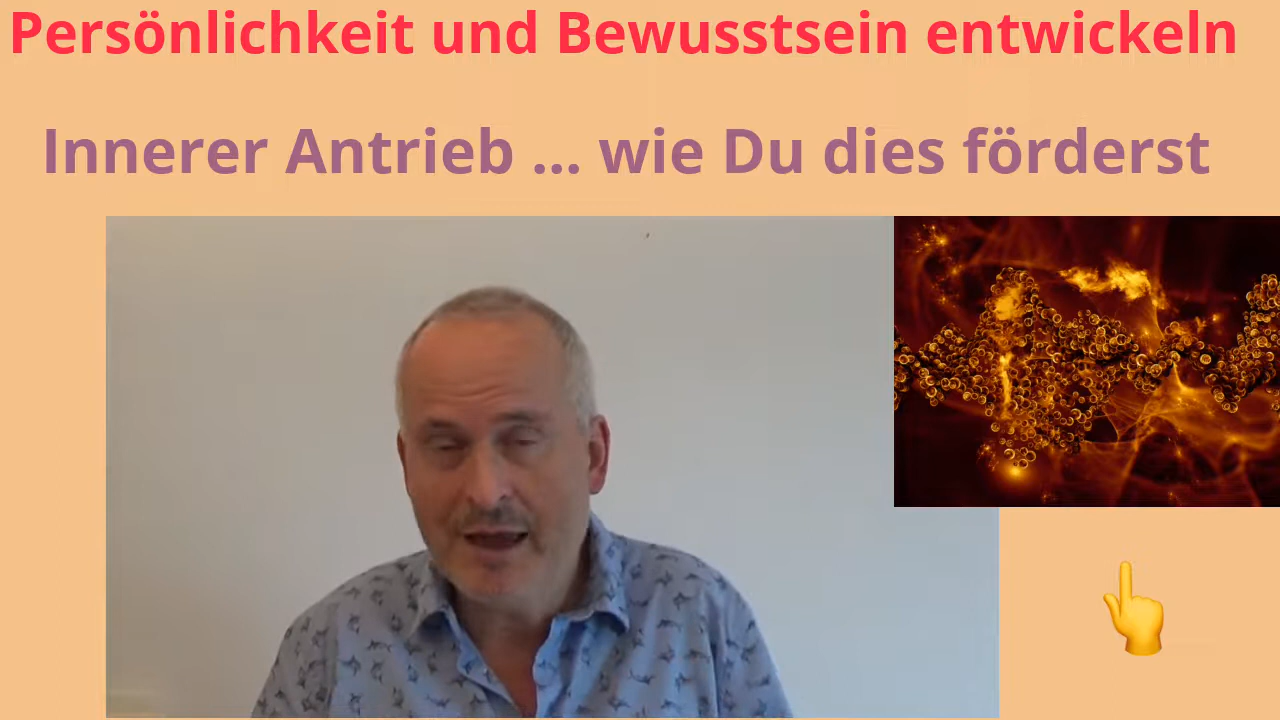 Persönlichkeit und Bewusstsein entwickeln
Innerer Antrieb ... wie Du dies förderst